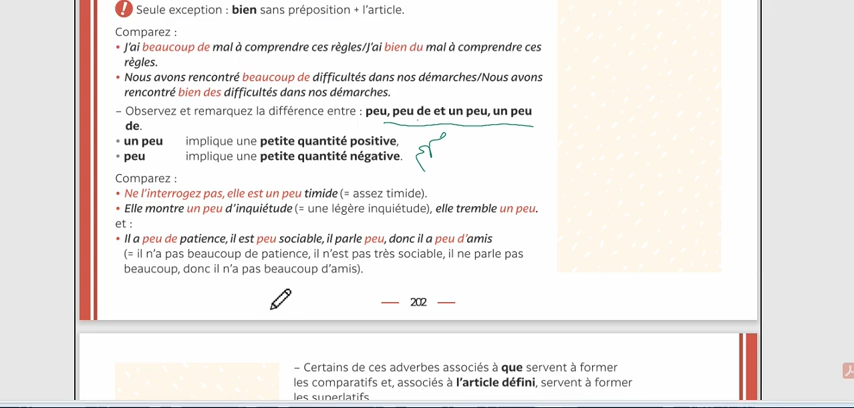 Seule exception : bien sans préposition + l'article.
Comparez :
• J'ai beaucoup de mal à comprendre ces règles/J'ai bien du mal à comprendre ces
règles.
• Nous avons rencontré beaucoup de difficultés dans nos démarches/Nous avons
rencontré bien des difficultés dans nos démarches.
– Observez et remarquez la différence entre : peu, peu de et un peu, un peu
de.
• un peu implique une petite quantité positive,
• peu implique une petite quantité négative.
Comparez :
• Ne l'interrogez pas, elle est un peu timide (= assez timide).
• Elle montre un peu d'inquiétude (= une légère inquiétude), elle tremble un peu.
et :
• Il a peu de patience, il est peu sociable, il parle peu, donc il a peu d'amis
(= il n'a pas beaucoup de patience, il n'est pas très sociable, il ne parle pas
beaucoup, donc il n'a pas beaucoup d'amis).
202
– Certains de ces adverbes associés à que servent à former
les comparatifs et, associés à l'article défini, servent à former
les superlatifs